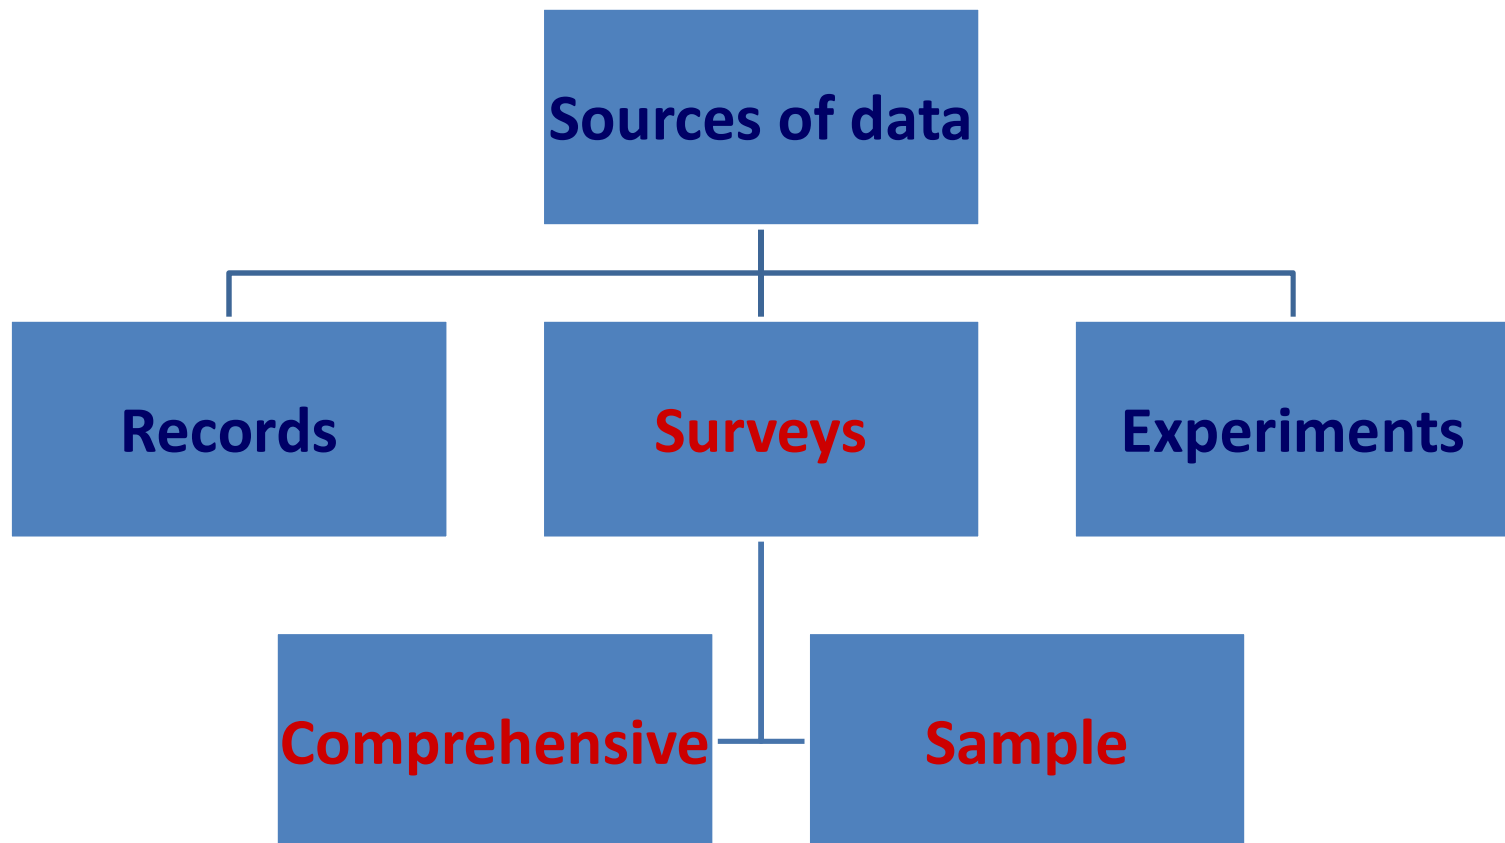 Sources of data
Records
Surveys
Experiments
Comprehensive
Sample